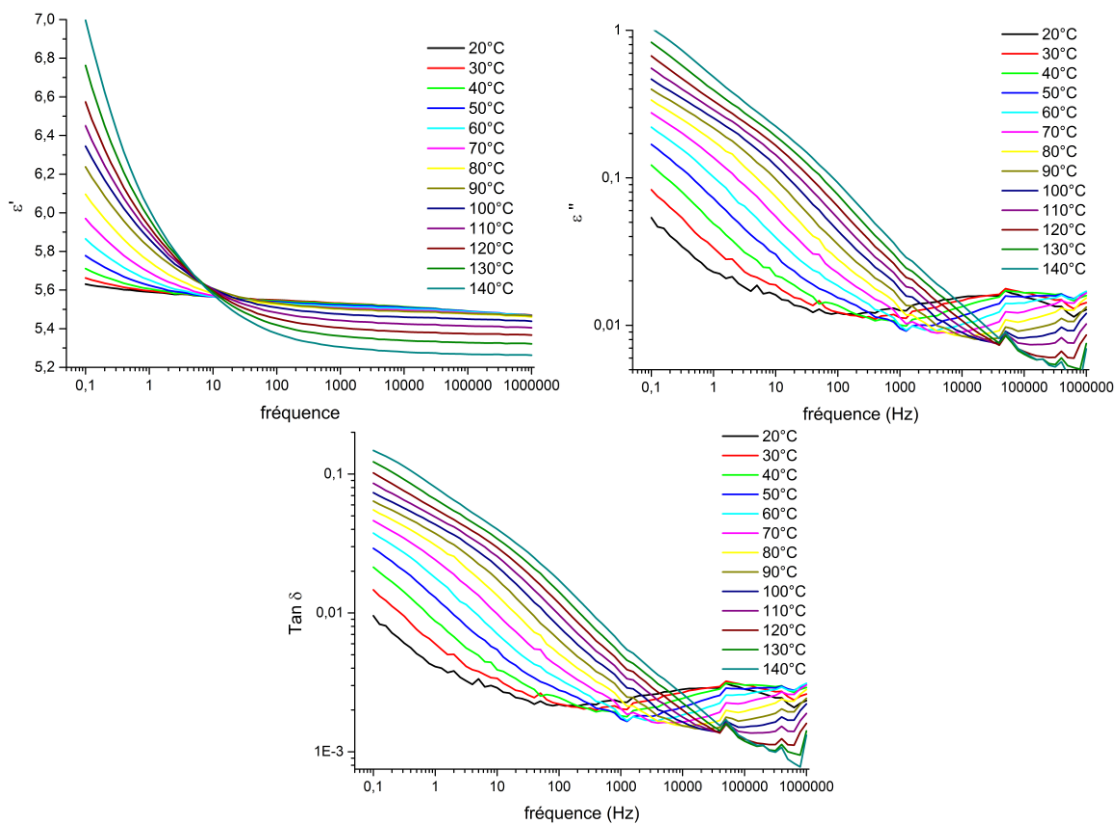 7,0
6,8
6,6
6,4
6,2
6,0
5,8
5,6
5,4
5,2
ε'
0,1 1 10 100 1000 10000 100000 1000000
fréquence
20°C
30°C
40°C
50°C
60°C
70°C
80°C
90°C
100°C
110°C
120°C
130°C
140°C
1
0,1
0,01
ε"
0,1 1 10 100 1000 10000 100000 1000000
fréquence (Hz)
20°C
30°C
40°C
50°C
60°C
70°C
80°C
90°C
100°C
110°C
120°C
130°C
140°C
0,1
0,01
1E-3
Tan δ
0,1 1 10 100 1000 10000 100000 1000000
fréquence (Hz)
20°C
30°C
40°C
50°C
60°C
70°C
80°C
90°C
100°C
110°C
120°C
130°C
140°C